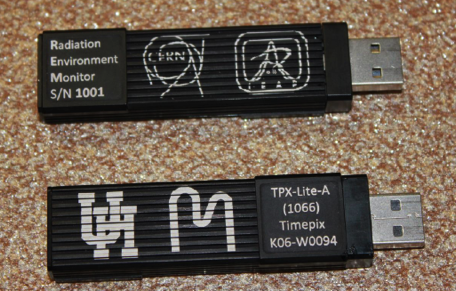 Radiation
Environment
Monitor
S/N 1001
CERN
TPX-Lite-A
(1066)
Timepix
K06-W0094